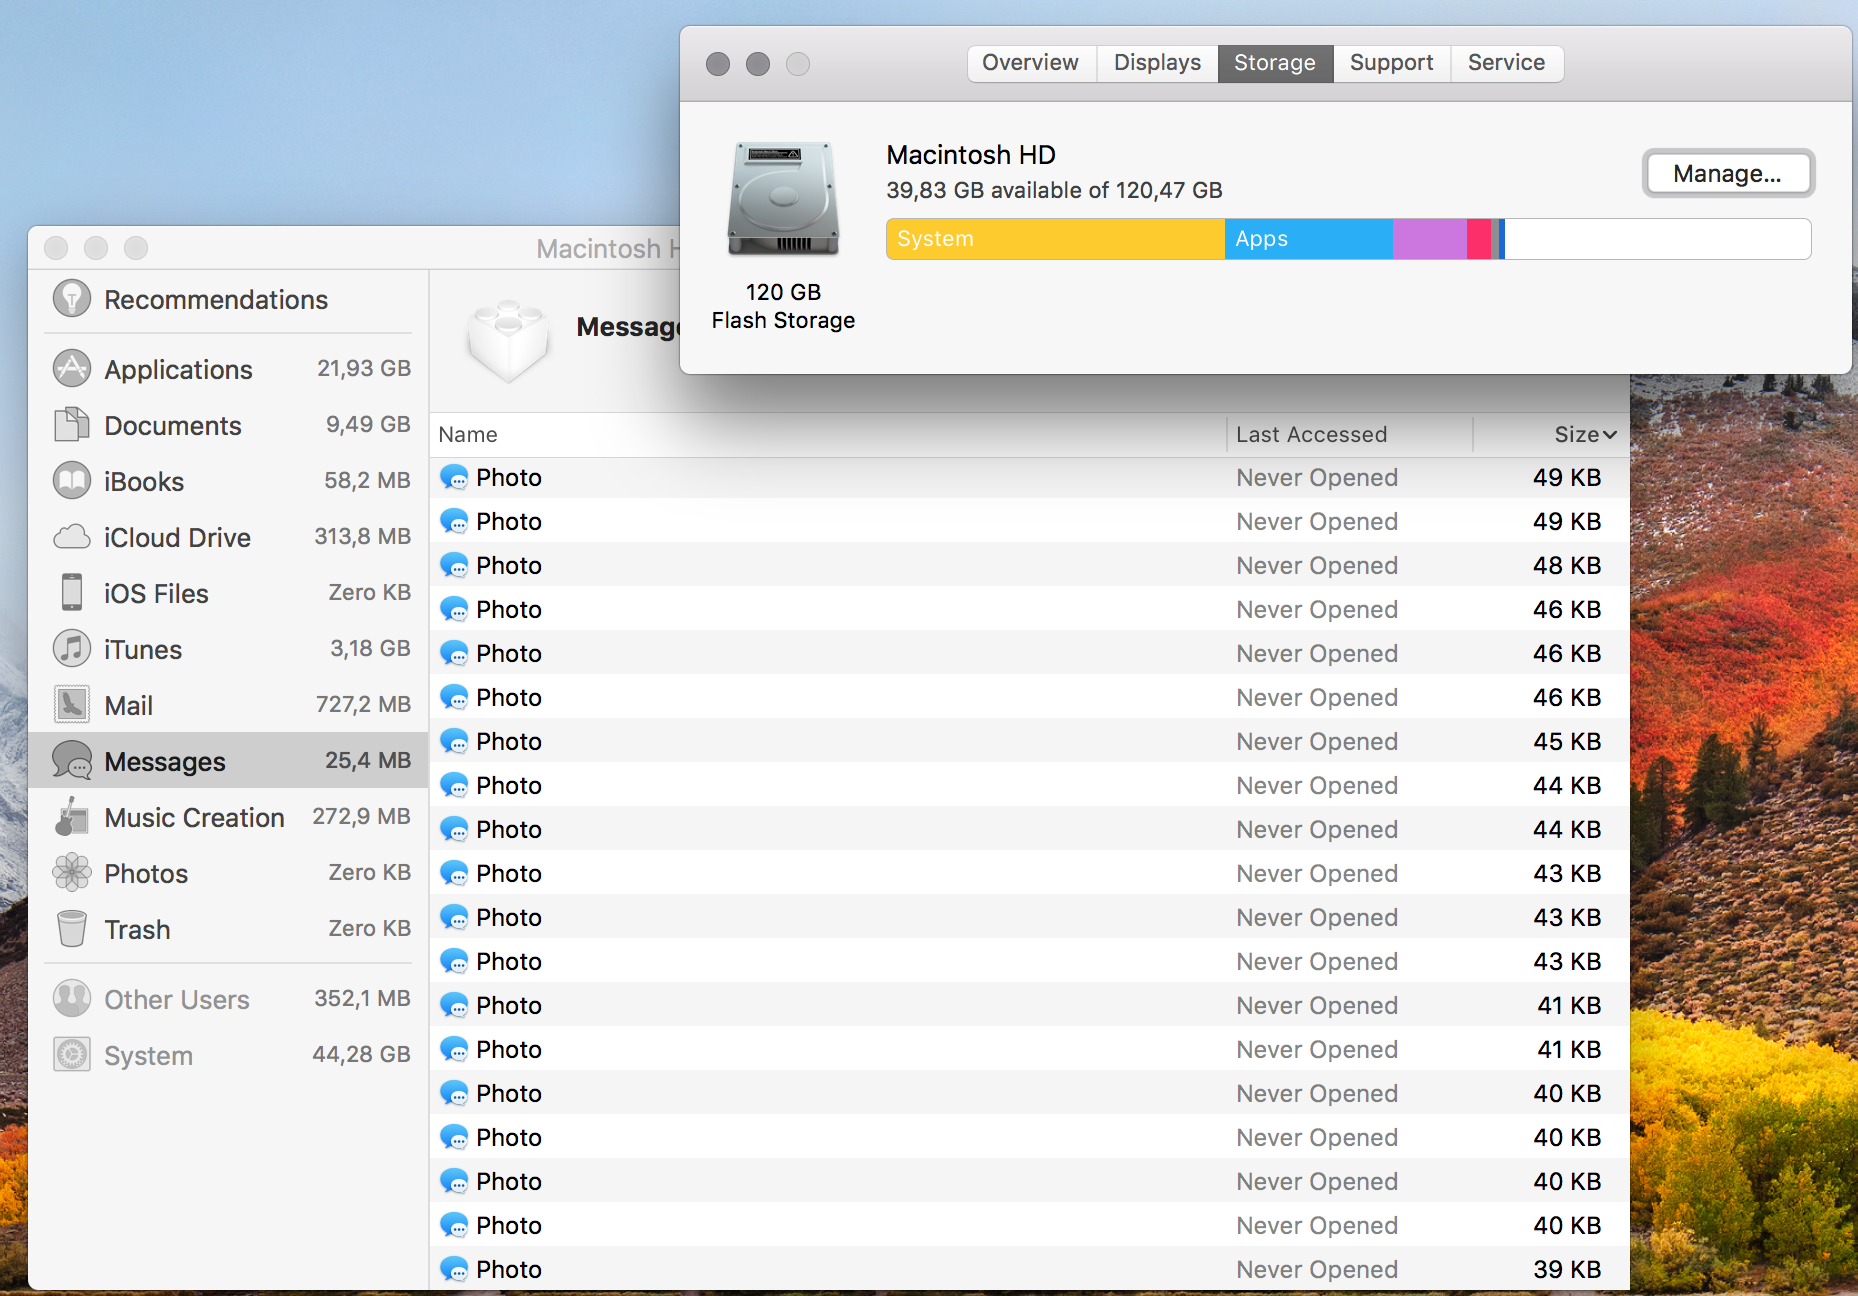 Overview Displays Storage Support Service
Macintosh HD
39,83 GB available of 120,47 GB
Manage...
System Apps
120 GB
Flash Storage
Macintosh H
Recommendations
Applications 21,93 GB
Documents 9,49 GB
iBooks 58,2 MB
iCloud Drive 313,8 MB
iOS Files Zero KB
iTunes 3,18 GB
Mail 727,2 MB
Messages 25,4 MB
Music Creation 272,9 MB
Photos Zero KB
Trash Zero KB
Other Users 352,1 MB
System 44,28 GB
Message
Name Last Accessed Size
Photo Never Opened 49 KB
Photo Never Opened 49 KB
Photo Never Opened 48 KB
Photo Never Opened 46 KB
Photo Never Opened 46 KB
Photo Never Opened 46 KB
Photo Never Opened 45 KB
Photo Never Opened 44 KB
Photo Never Opened 44 KB
Photo Never Opened 43 KB
Photo Never Opened 43 KB
Photo Never Opened 43 KB
Photo Never Opened 41 KB
Photo Never Opened 41 KB
Photo Never Opened 40 KB
Photo Never Opened 40 KB
Photo Never Opened 40 KB
Photo Never Opened 40 KB
Photo Never Opened 39 KB